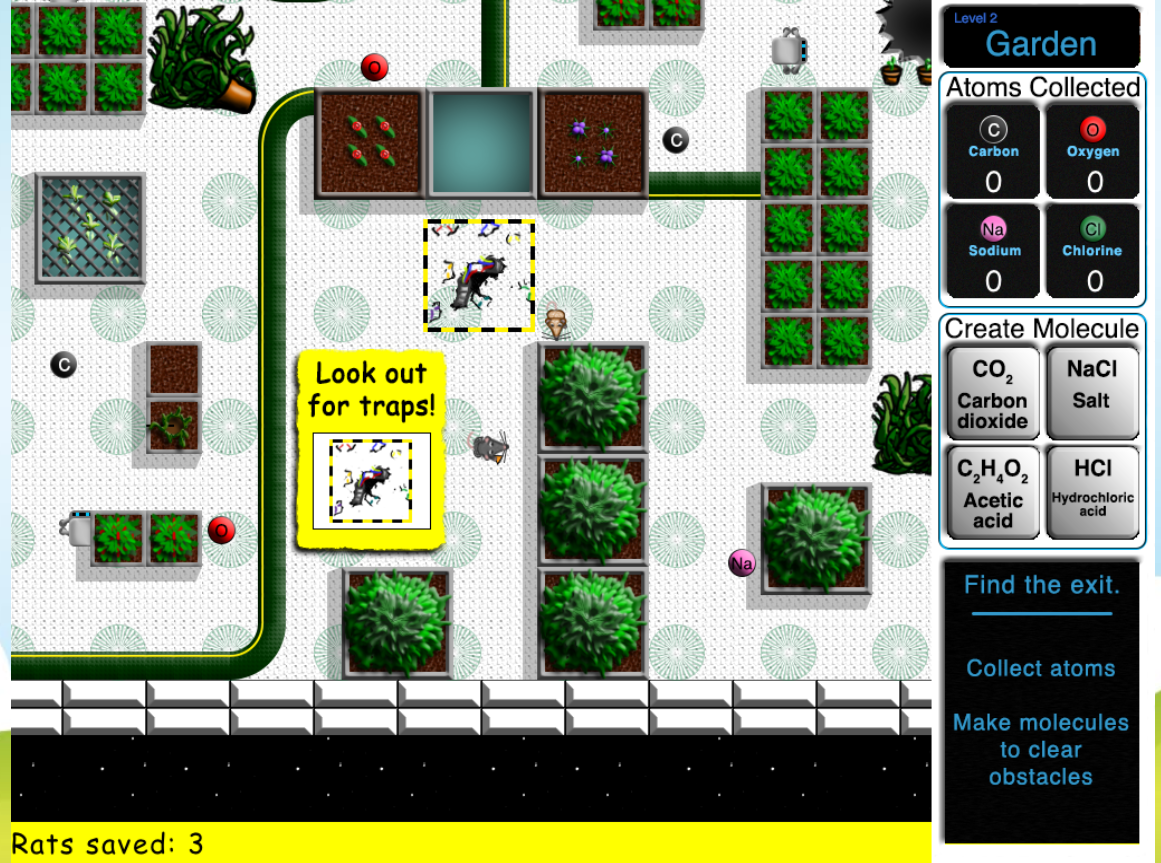 Level 2
Garden
Atoms Collected
C
Carbon
0
O
Oxygen
0
Na
Sodium
0
Cl
Chlorine
0
Create Molecule
CO₂
Carbon
dioxide
NaCl
Salt
C₂H₄O₂
Acetic
acid
HCl
Hydrochloric
acid
Find the exit.
Collect atoms
Make molecules
to clear
obstacles
O
C
C
Look out
for traps!
O
Na
Rats saved: 3